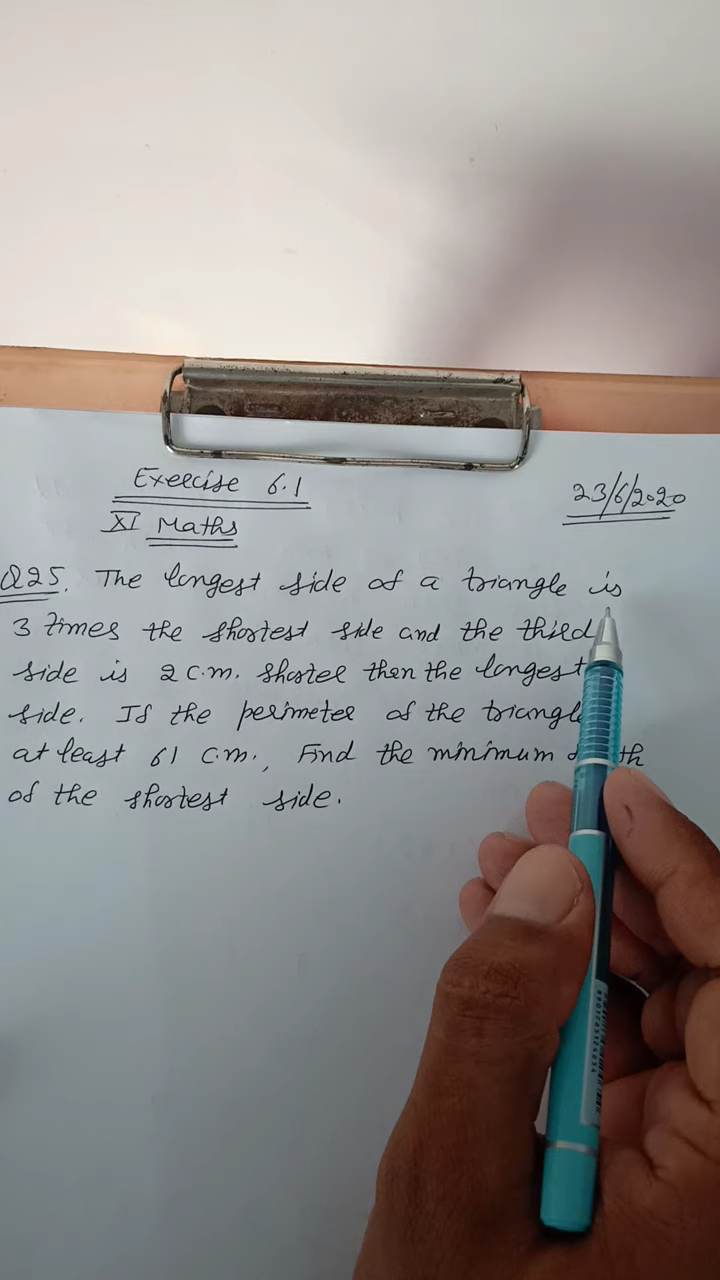 Exercise 6.1
23/6/2020
XI Maths
Q25. The longest side of a triangle is
3 times the shortest side and the third
side is 2 c.m. shorter then the longest
side. If the perimeter of the triangle
at least 61 c.m., Find the minimum
of the shortest side.